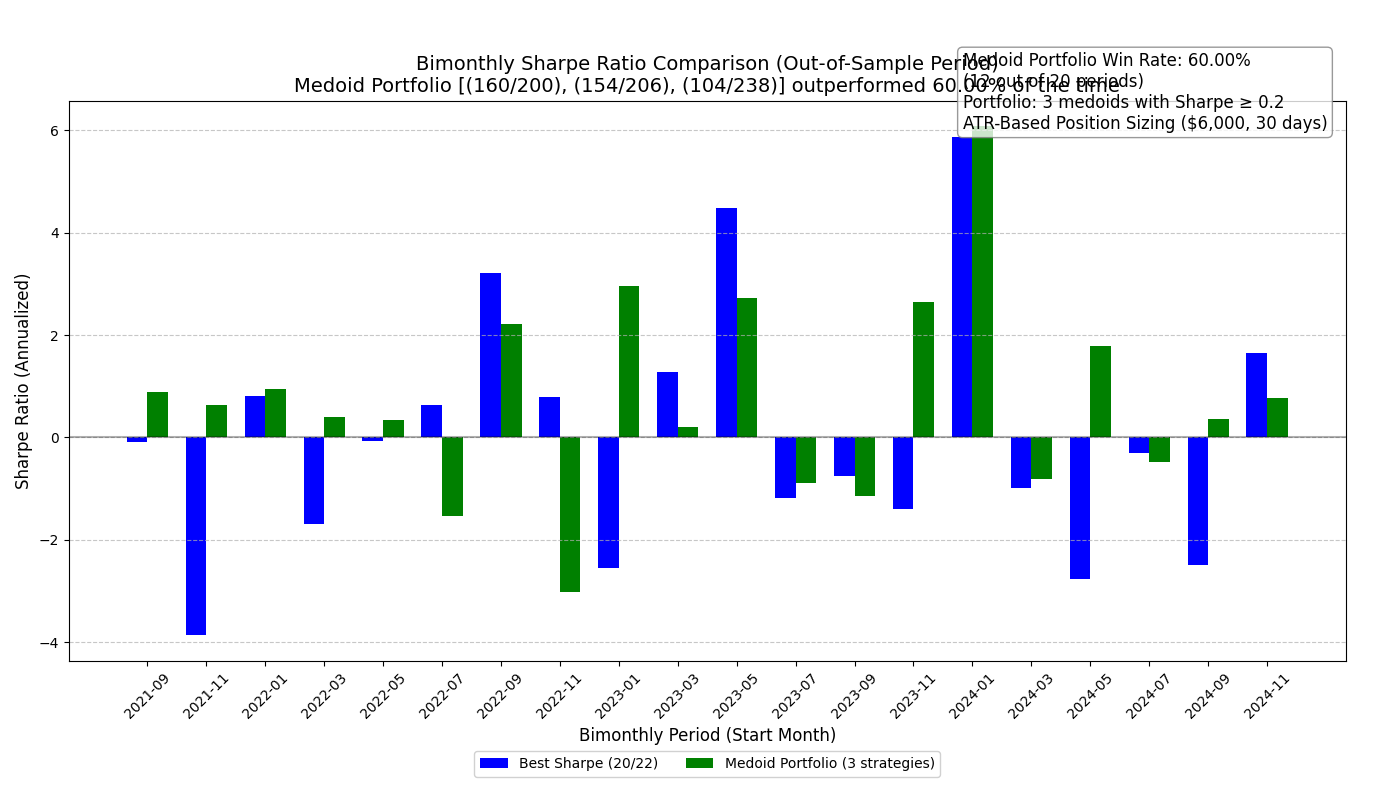 Bimonthly Sharpe Ratio Comparison (Out-of-Sample Period)
Medoid Portfolio [(160/200), (154/206), (104/238)] outperformed 60.00% of the time
Medoid Portfolio Win Rate: 60.00%
(12 out of 20 periods)
Portfolio: 3 medoids with Sharpe ≥ 0.2
ATR-Based Position Sizing ($6,000, 30 days)
Sharpe Ratio (Annualized)
6
4
2
0
−2
−4
2021-09
2021-11
2022-01
2022-03
2022-05
2022-07
2022-09
2022-11
2023-01
2023-03
2023-05
2023-07
2023-09
2023-11
2024-01
2024-03
2024-05
2024-07
2024-09
2024-11
Bimonthly Period (Start Month)
Best Sharpe (20/22)
Medoid Portfolio (3 strategies)